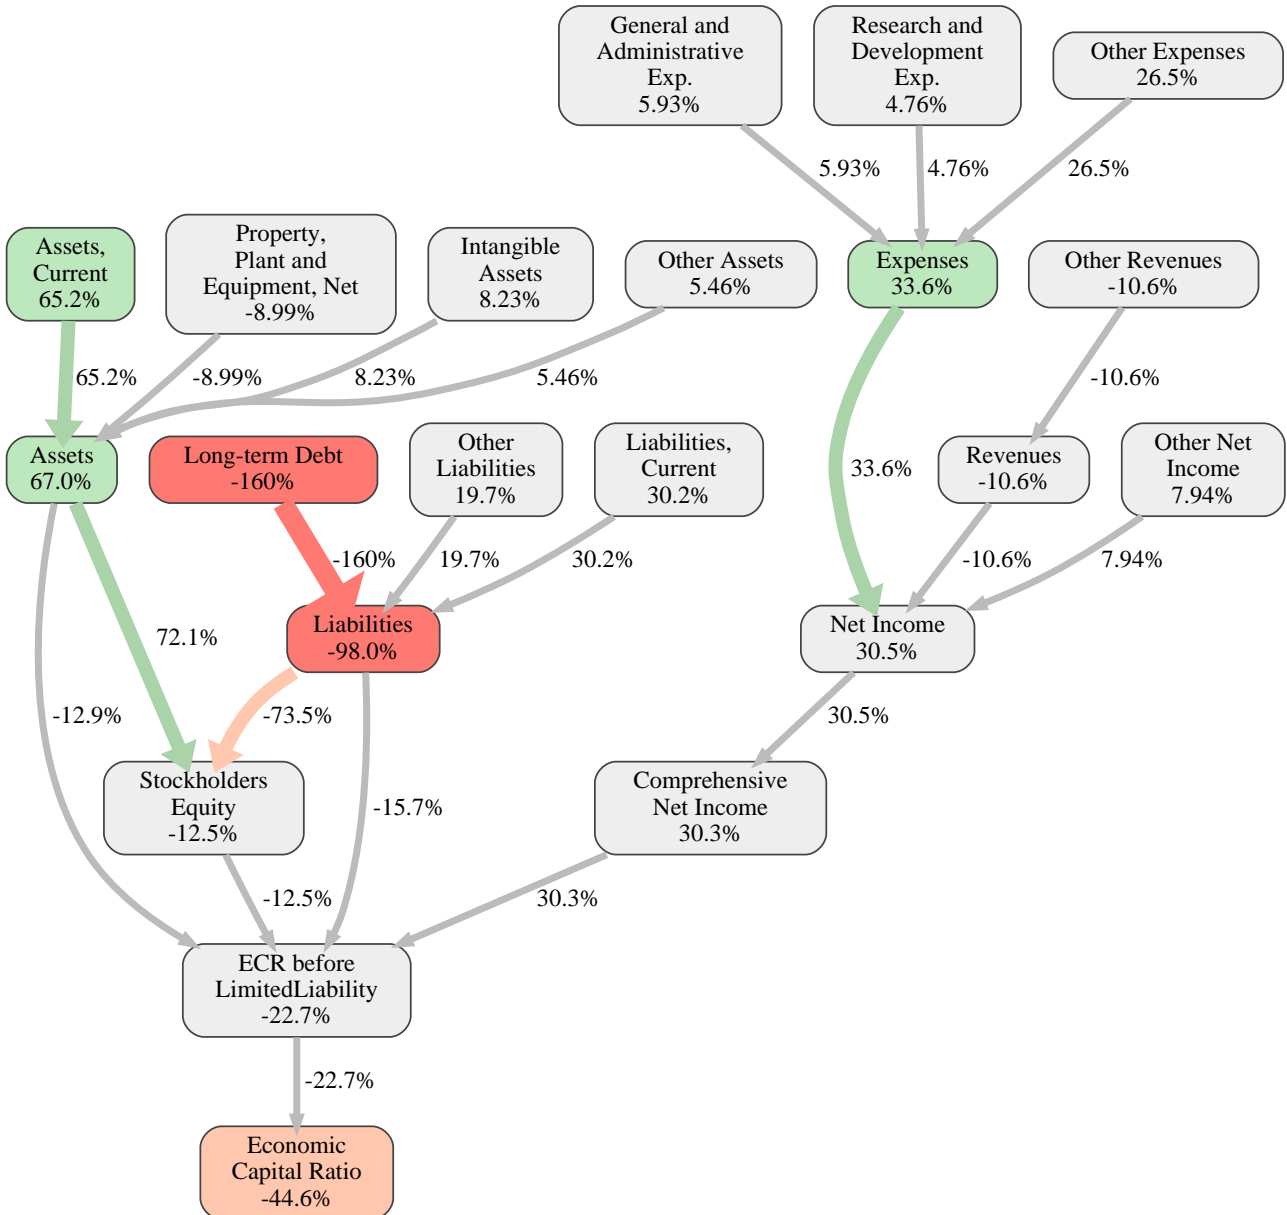 General and
Administrative
Exp.
5.93%
Research and
Development
Exp.
4.76%
Other Expenses
26.5%
5.93%
4.76%
26.5%
Assets,
Current
65.2%
Property,
Plant and
Equipment, Net
-8.99%
Intangible
Assets
8.23%
Other Assets
5.46%
Expenses
33.6%
Other Revenues
-10.6%
65.2%
-8.99%
8.23%
5.46%
-10.6%
Assets
67.0%
Long-term Debt
-160%
Other
Liabilities
19.7%
Liabilities,
Current
30.2%
33.6%
Revenues
-10.6%
Other Net
Income
7.94%
-160%
19.7%
30.2%
-10.6%
7.94%
72.1%
Liabilities
-98.0%
Net Income
30.5%
-12.9%
-73.5%
30.5%
Stockholders
Equity
-12.5%
-15.7%
Comprehensive
Net Income
30.3%
-12.5%
30.3%
ECR before
LimitedLiability
-22.7%
-22.7%
Economic
Capital Ratio
-44.6%